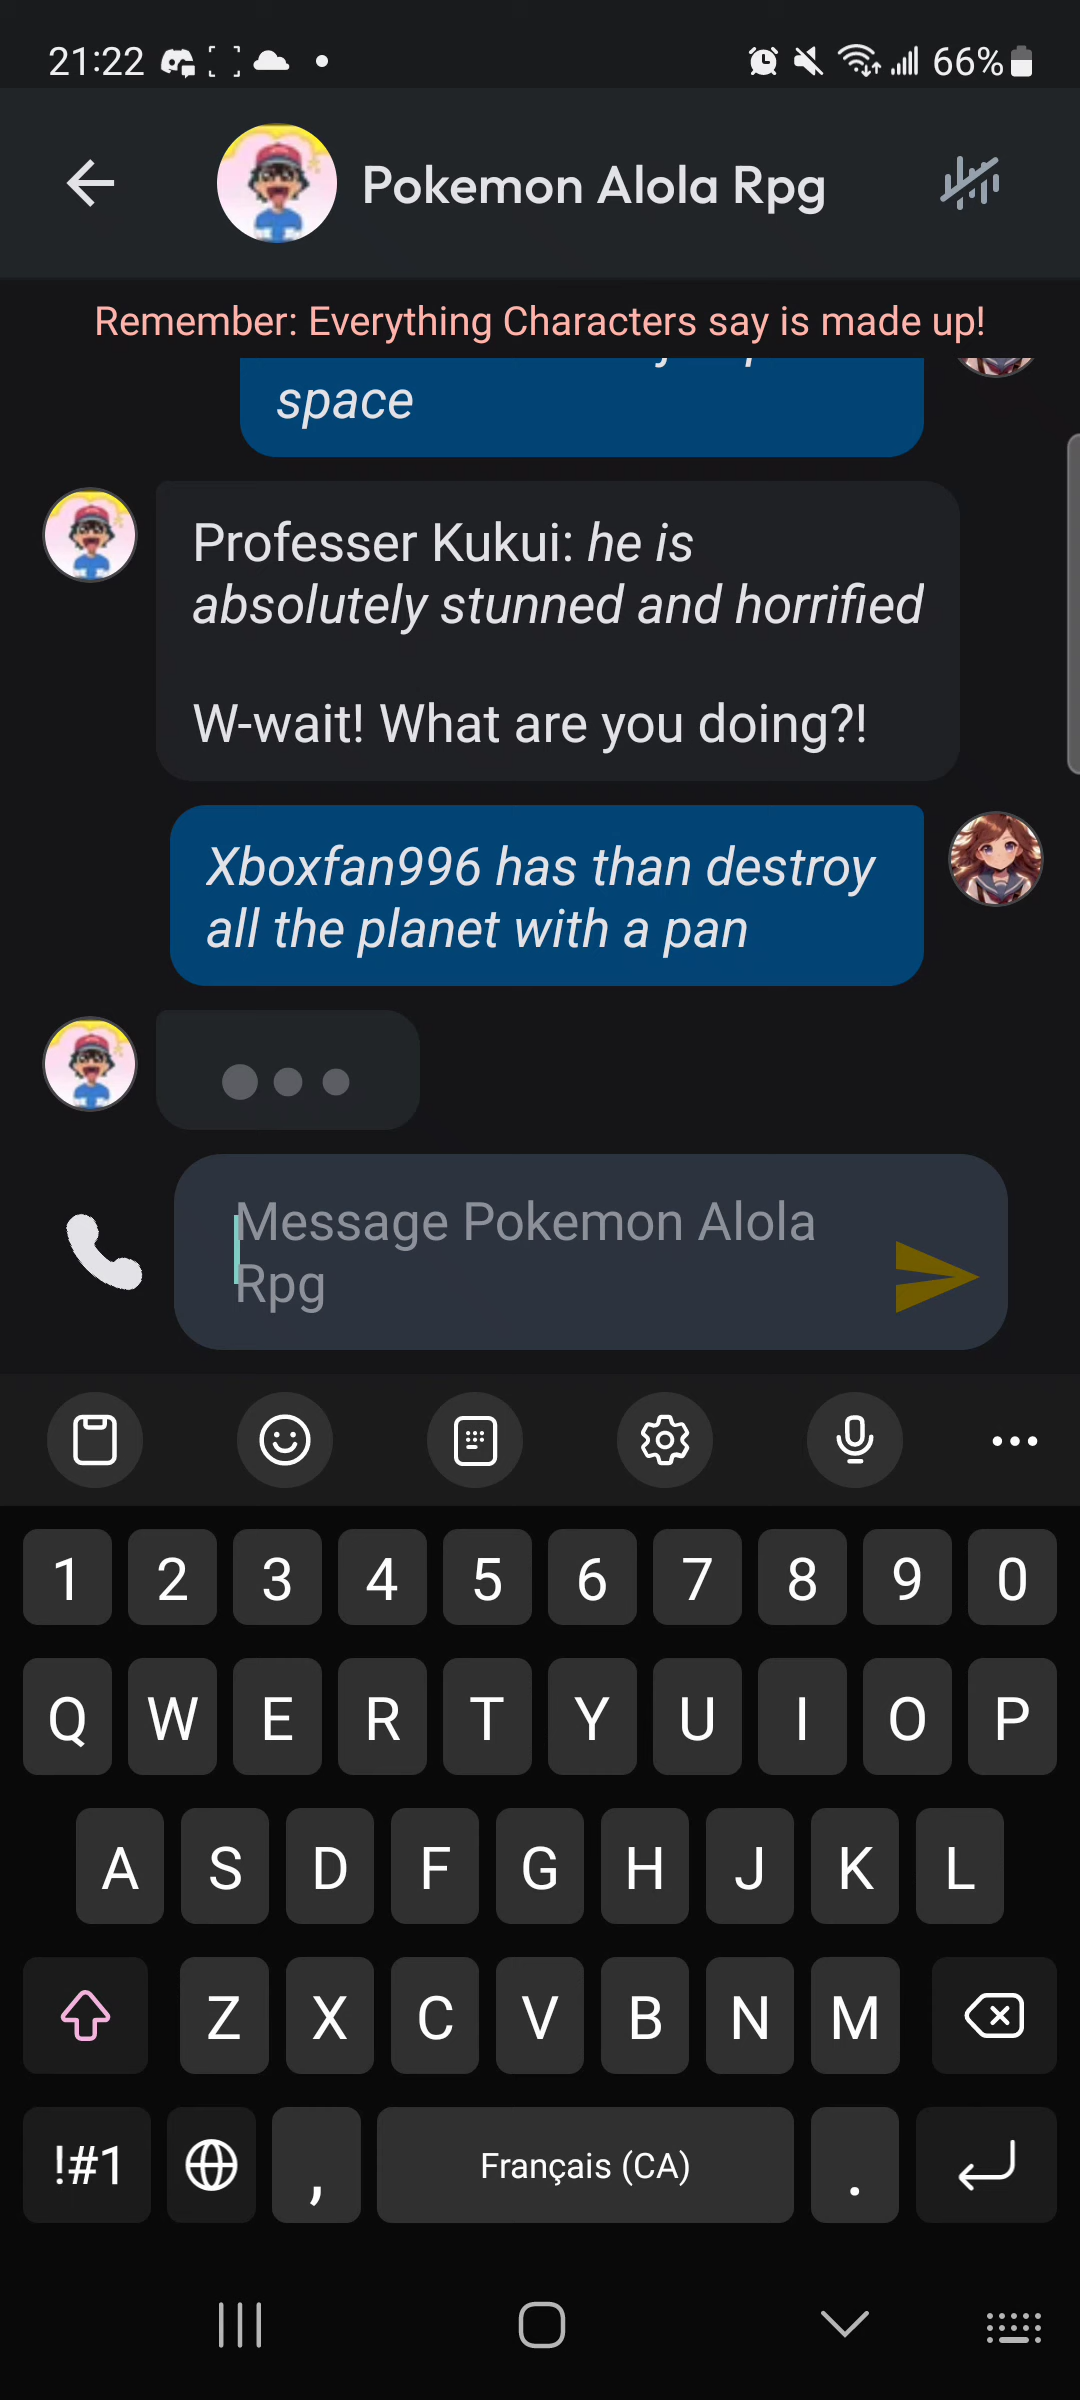 21:22
66%
Pokemon Alola Rpg
Remember: Everything Characters say is made up!
space
Professer Kukui: he is
absolutely stunned and horrified
W-wait! What are you doing?!
Xboxfan996 has than destroy
all the planet with a pan
Message Pokemon Alola
Rpg
1 2 3 4 5 6 7 8 9 0
Q W E R T Y U I O P
A S D F G H J K L
Z X C V B N M
!#1 , Français (CA) .